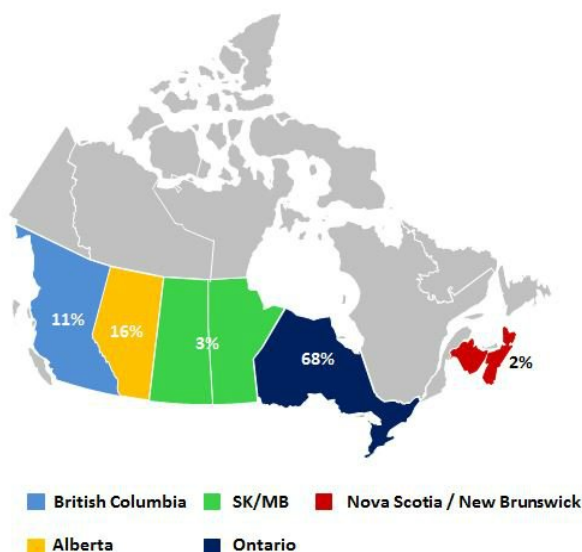 11%
16%
3%
68%
2%
British Columbia
SK/MB
Nova Scotia / New Brunswick
Alberta
Ontario